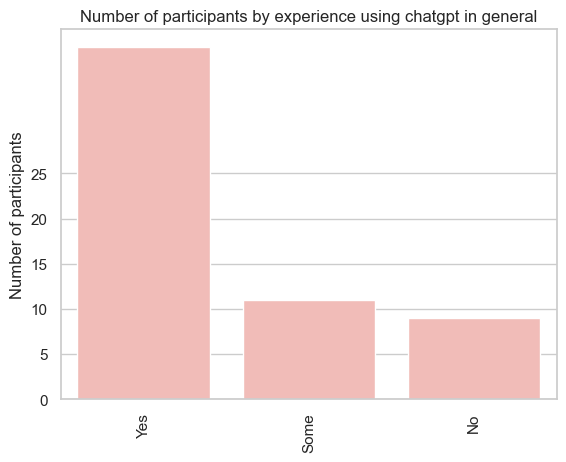 Number of participants by experience using chatgpt in general
Number of participants
25
20
15
10
5
0
Yes
Some
No